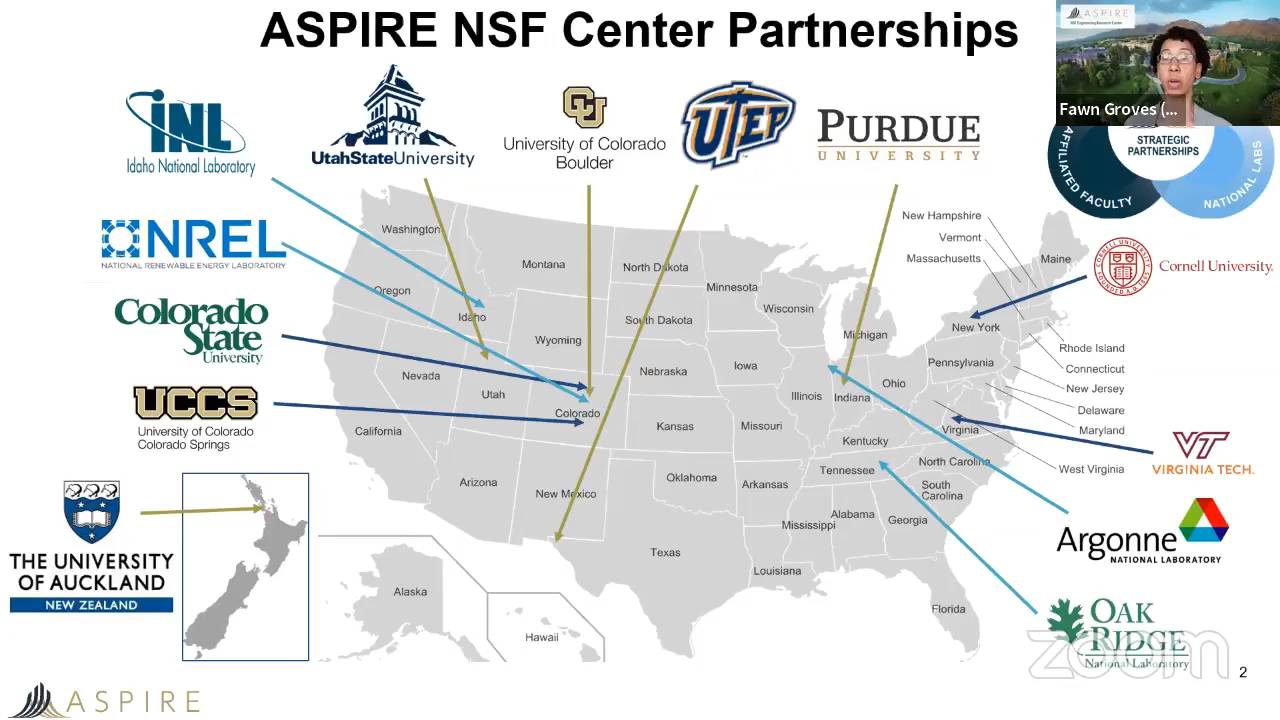 ASPIRE NSF Center Partnerships
ASPIRE
Fawn Groves (...
STRATEGIC
PARTNERSHIPS
AFFILIATED FACULTY
NATIONAL LABS
INL
Idaho National Laboratory
UtahStateUniversity
CU
University of Colorado
Boulder
UTEP
PURDUE
UNIVERSITY
NREL
NATIONAL RENEWABLE ENERGY LABORATORY
Colorado
State
University
UCCS
University of Colorado
Colorado Springs
THE UNIVERSITY
OF AUCKLAND
NEW ZEALAND
Cornell University.
VT
VIRGINIA TECH.
Argonne
NATIONAL LABORATORY
OAK
RIDGE
National Laboratory
zoom
Washington
Oregon
Idaho
Montana
North Dakota
Minnesota
Wisconsin
Michigan
New Hampshire
Vermont
Massachusetts
Maine
South Dakota
Wyoming
Nevada
Utah
Colorado
Nebraska
Iowa
Illinois
Indiana
Ohio
Pennsylvania
New York
Rhode Island
Connecticut
New Jersey
Delaware
Maryland
West Virginia
Virginia
California
Kansas
Missouri
Kentucky
Tennessee
North Carolina
South
Carolina
Arizona
New Mexico
Oklahoma
Arkansas
Mississippi
Alabama
Georgia
Texas
Louisiana
Florida
Alaska
Hawaii
ASPIRE
2